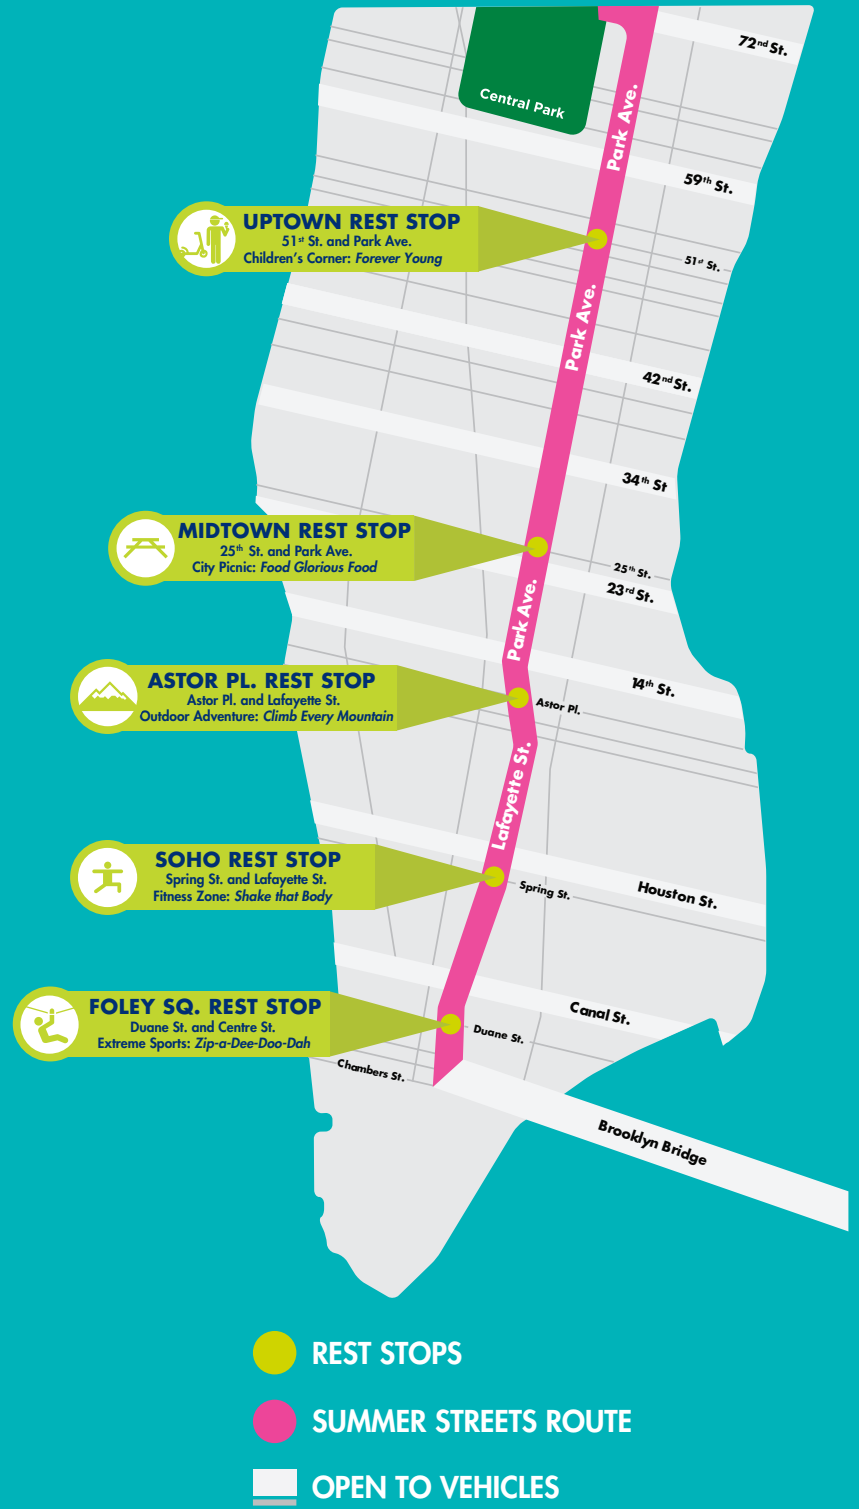 72nd St.
Central Park
Park Ave.
59th St.
UPTOWN REST STOP
51st St. and Park Ave.
Children's Corner: Forever Young
51st St.
Park Ave.
42nd St.
34th St
MIDTOWN REST STOP
25th St. and Park Ave.
City Picnic: Food Glorious Food
25th St.
23rd St.
Park Ave.
ASTOR PL. REST STOP
Astor Pl. and Lafayette St.
Outdoor Adventure: Climb Every Mountain
14th St.
Astor Pl.
Lafayette St.
SOHO REST STOP
Spring St. and Lafayette St.
Fitness Zone: Shake that Body
Spring St.
Houston St.
FOLEY SQ. REST STOP
Duane St. and Centre St.
Extreme Sports: Zip-a-Dee-Doo-Dah
Canal St.
Duane St.
Chambers St.
Brooklyn Bridge
REST STOPS
SUMMER STREETS ROUTE
OPEN TO VEHICLES